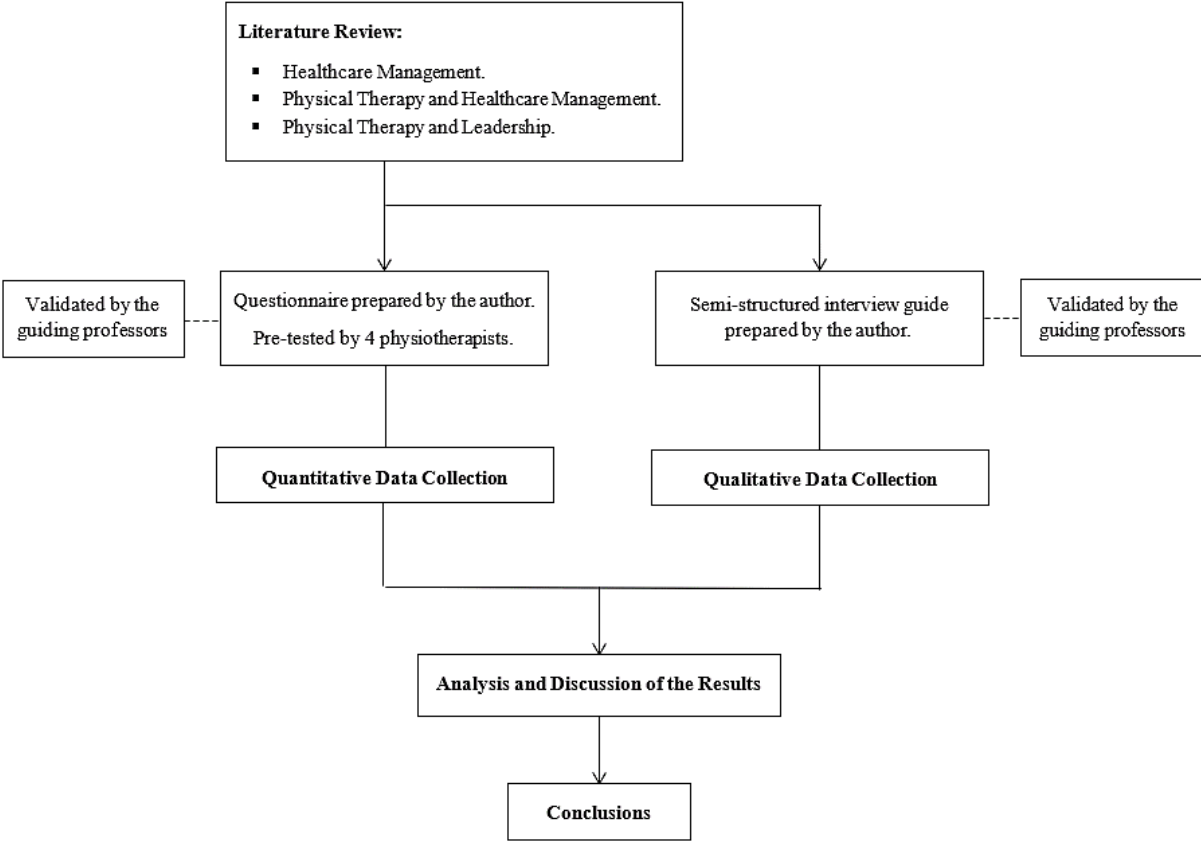 Literature Review:
▪ Healthcare Management.
▪ Physical Therapy and Healthcare Management.
▪ Physical Therapy and Leadership.
Validated by the
guiding professors
Questionnaire prepared by the author.
Pre-tested by 4 physiotherapists.
Semi-structured interview guide
prepared by the author.
Validated by the
guiding professors
Quantitative Data Collection
Qualitative Data Collection
Analysis and Discussion of the Results
Conclusions